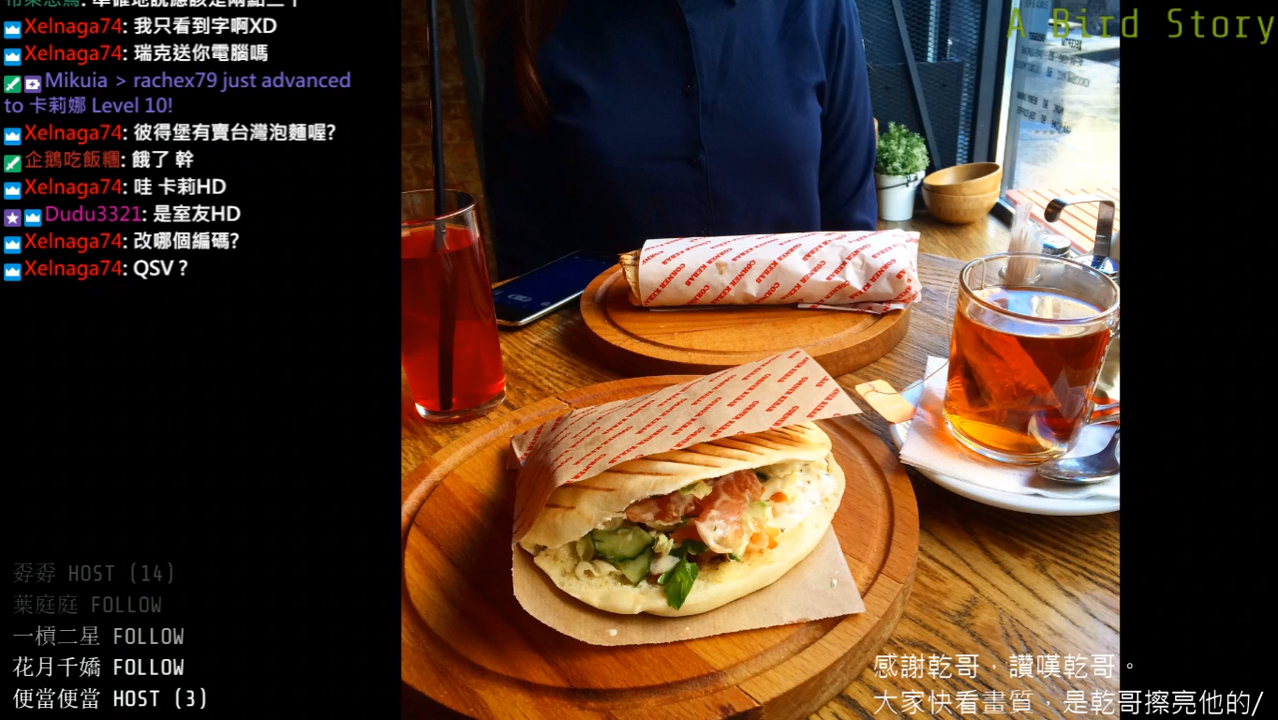 Xelnaga74: 我只看到字啊XD
Xelnaga74: 瑞克送你電腦嗎
Mikuia > rachex79 just advanced
to 卡莉娜 Level 10!
Xelnaga74: 彼得堡有賣台灣泡麵喔?
企鵝吃飯糰: 餓了 幹
Xelnaga74: 哇 卡莉HD
Dudu3321: 是室友HD
Xelnaga74: 改哪個編碼?
Xelnaga74: QSV ?
A Bird Story
CORNER KEBAB
孬孬 HOST (14)
葉庭庭 FOLLOW
一槓二星 FOLLOW
花月千嬌 FOLLOW
便當便當 HOST (3)
感謝乾哥，讚嘆乾哥。
大家快看畫質，是乾哥擦亮他的/